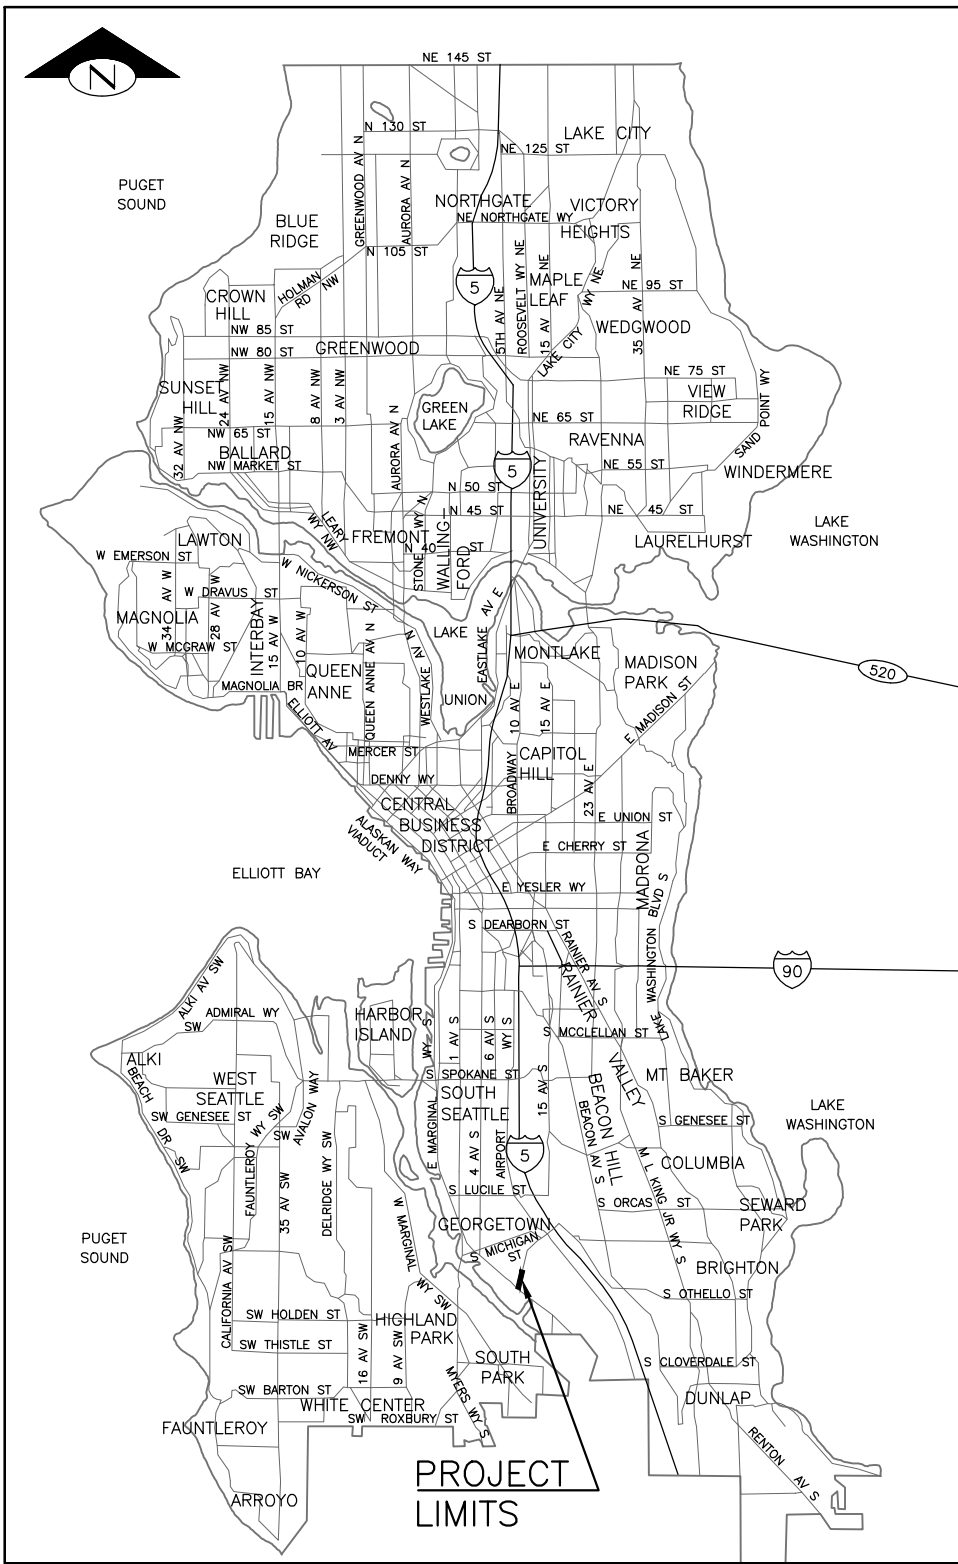 N
NE 145 ST
N 130 ST
LAKE CITY
NE 125 ST
GREENWOOD AV N
AURORA AV N
PUGET
SOUND
NORTHGATE
VICTORY
HEIGHTS
NE NORTHGATE WY
BLUE
RIDGE
N 105 ST
5
HOLMAN
RD NW
CROWN
HILL
5TH AV NE
ROOSEVELT WY NE
15 AV NE
MAPLE
LEAF
LAKE CITY WY NE
35 AV NE
NE 95 ST
WEDGWOOD
NW 85 ST
NW 80 ST
GREENWOOD
NE 75 ST
VIEW
RIDGE
SAND POINT WY
SUNSET
HILL
32 AV NW
24 AV NW
15 AV NW
8 AV NW
3 AV NW
AURORA AV N
GREEN
LAKE
NE 65 ST
RAVENNA
NW 65 ST
BALLARD
NW MARKET ST
5
NE 55 ST
WINDERMERE
N 50 ST
N 45 ST
NE 45 ST
UNIVERSITY
LEARY
WY NW
FREMONT
STONE WY N
WALLING-
FORD
N 40 ST
LAURELHURST
LAKE
WASHINGTON
LAWTON
W EMERSON ST
W NICKERSON ST
W DRAVUS ST
MAGNOLIA
34 AV W
28 AV W
W MCGRAW ST
INTERBAY
15 AV W
10 AV W
MAGNOLIA BR
QUEEN
ANNE
QUEEN ANNE AV N
WESTLAKE AV N
LAKE
UNION
EASTLAKE AV E
MONTLAKE
MADISON
PARK
520
ELLIOTT AV
MERCER ST
10 AV E
15 AV E
E MADISON ST
BROADWAY
CAPITOL
HILL
23 AV E
DENNY WY
CENTRAL
BUSINESS
DISTRICT
ALASKAN WAY
VIADUCT
E UNION ST
E CHERRY ST
MADRONA
ELLIOTT BAY
E YESLER WY
LAKE WASHINGTON BLVD S
S DEARBORN ST
RAINIER AV S
RAINIER
VALLEY
90
ALKI AV SW
SW ADMIRAL WY
HARBOR
ISLAND
E MARGINAL WY S
1 AV S
4 AV S
6 AV S
AIRPORT WY S
15 AV S
S MCCLELLAN ST
ALKI
BEACH DR SW
WEST
SEATTLE
SW GENESEE ST
FAUNTLEROY WY SW
SW AVALON WAY
35 AV SW
DELRIDGE WY SW
S SPOKANE ST
SOUTH
SEATTLE
BEACON HILL
BEACON AV S
MT BAKER
S GENESEE ST
LAKE
WASHINGTON
5
M L KING JR WY S
COLUMBIA
S LUCILE ST
S ORCAS ST
SEWARD
PARK
GEORGETOWN
S MICHIGAN
ST
W MARGINAL WY SW
PUGET
SOUND
CALIFORNIA AV SW
BRIGHTON
S OTHELLO ST
SW HOLDEN ST
SW THISTLE ST
16 AV SW
9 AV SW
HIGHLAND
PARK
SOUTH
PARK
MYERS WY S
S CLOVERDALE ST
DUNLAP
SW BARTON ST
WHITE CENTER
SW ROXBURY ST
FAUNTLEROY
RENTON AV S
ARROYO
PROJECT
LIMITS